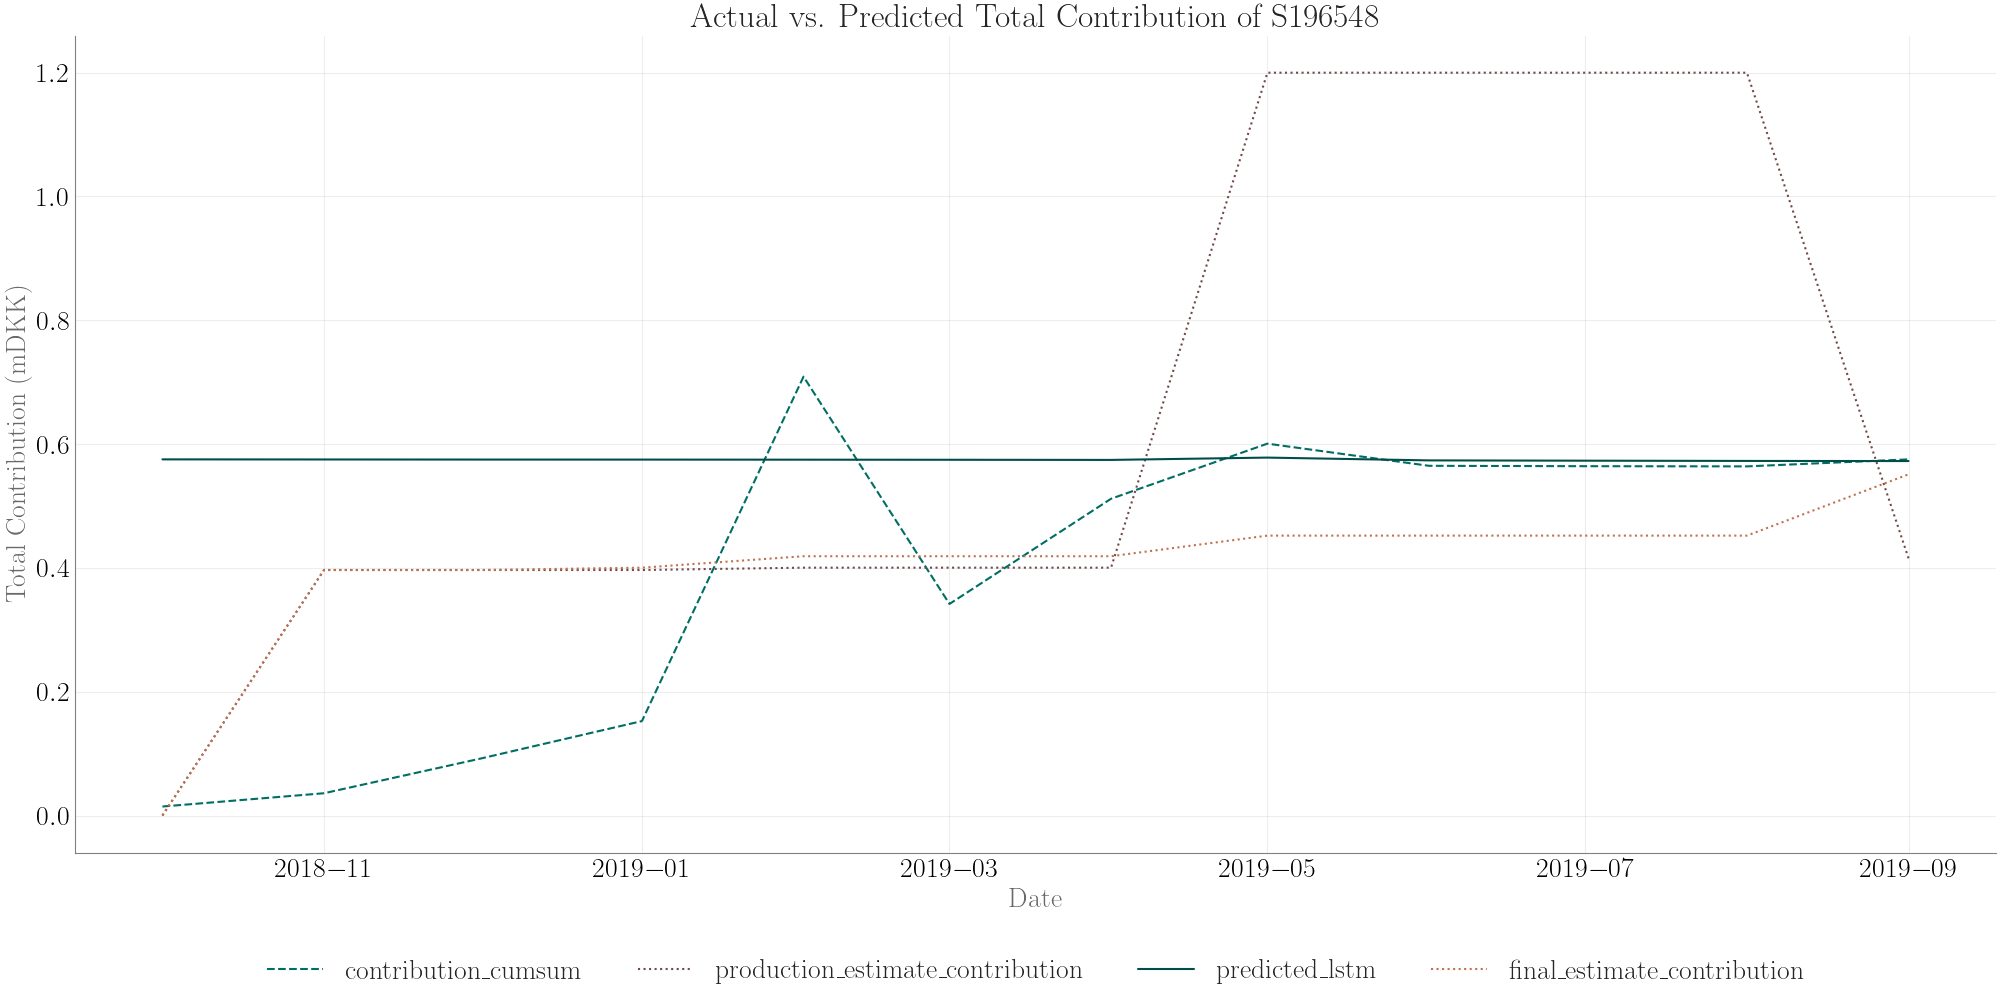 Actual vs. Predicted Total Contribution of S196548
Total Contribution (mDKK)
1.2
1.0
0.8
0.6
0.4
0.2
0.0
2018−11 2019−01 2019−03 2019−05 2019−07 2019−09
Date
contribution_cumsum production_estimate_contribution predicted_lstm final_estimate_contribution